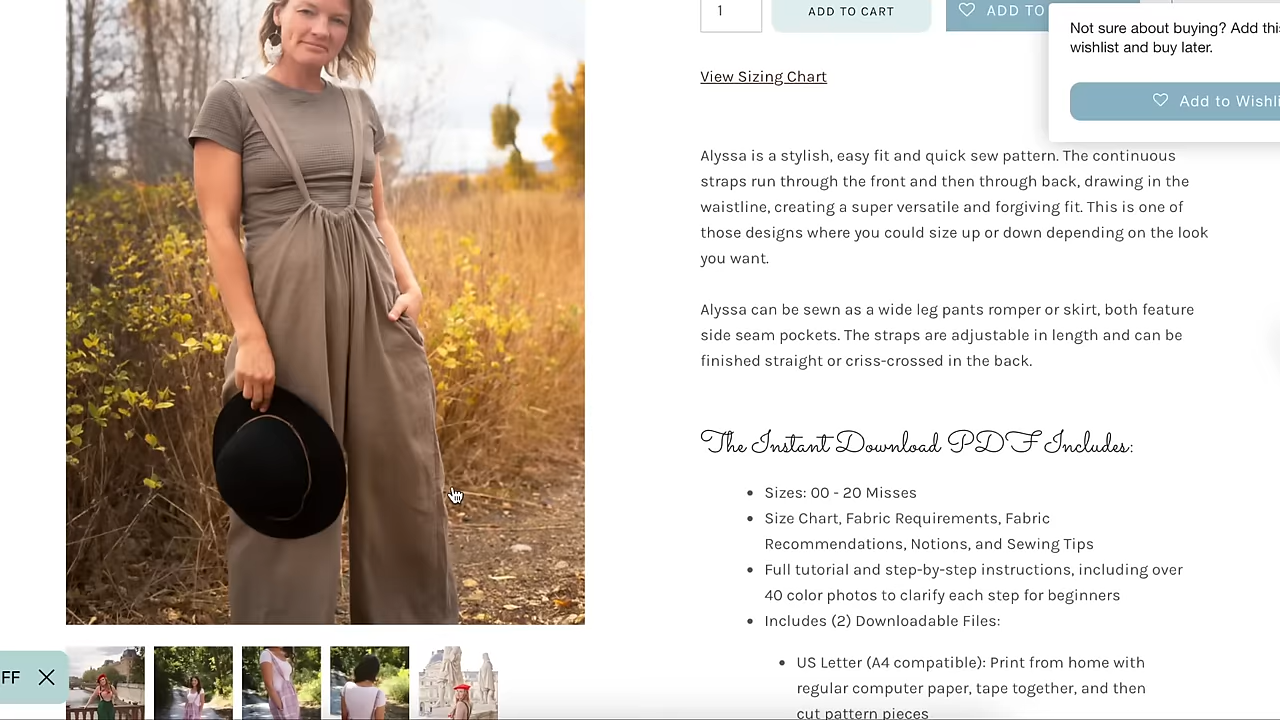 1
ADD TO CART
ADD TO
Not sure about buying? Add thi
wishlist and buy later.
Add to Wishli
View Sizing Chart
Alyssa is a stylish, easy fit and quick sew pattern. The continuous
straps run through the front and then through back, drawing in the
waistline, creating a super versatile and forgiving fit. This is one of
those designs where you could size up or down depending on the look
you want.
Alyssa can be sewn as a wide leg pants romper or skirt, both feature
side seam pockets. The straps are adjustable in length and can be
finished straight or criss-crossed in the back.
The Instant Download PDF Includes:
Sizes: 00 - 20 Misses
Size Chart, Fabric Requirements, Fabric
Recommendations, Notions, and Sewing Tips
Full tutorial and step-by-step instructions, including over
40 color photos to clarify each step for beginners
Includes (2) Downloadable Files:
US Letter (A4 compatible): Print from home with
regular computer paper, tape together, and then
cut pattern pieces
FF